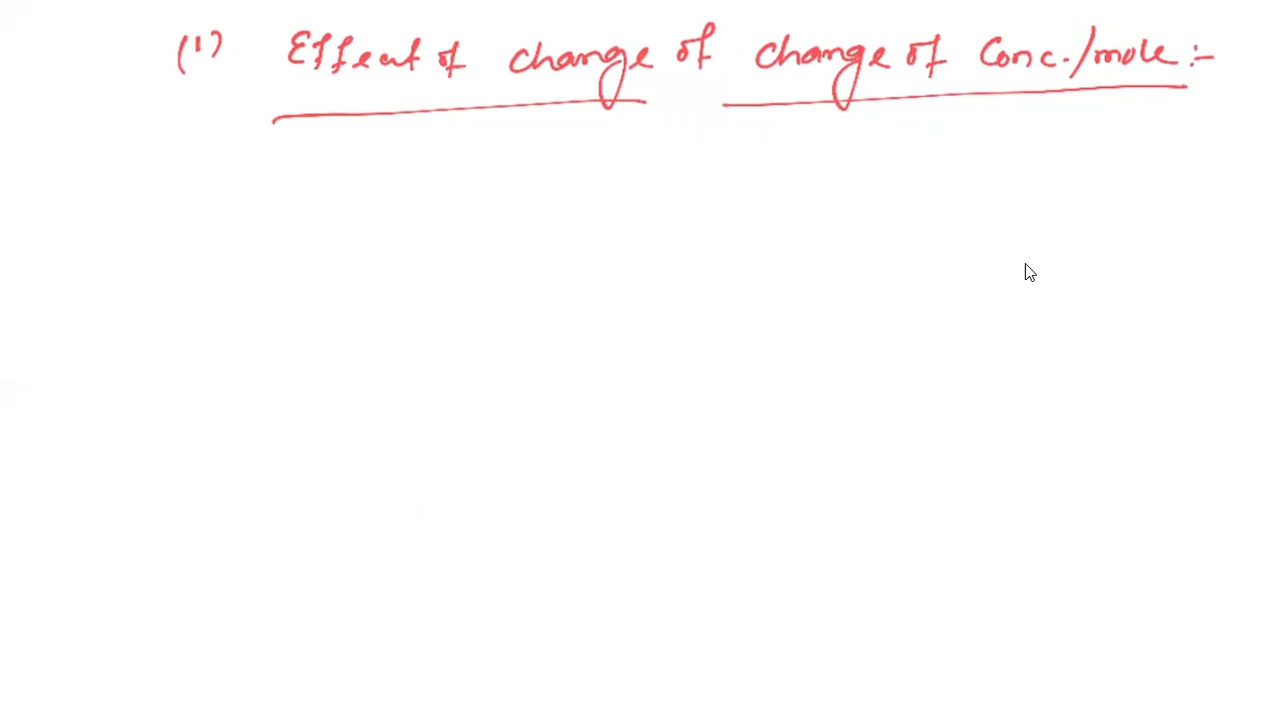 (1) Effect of change of change of Conc./mole :-